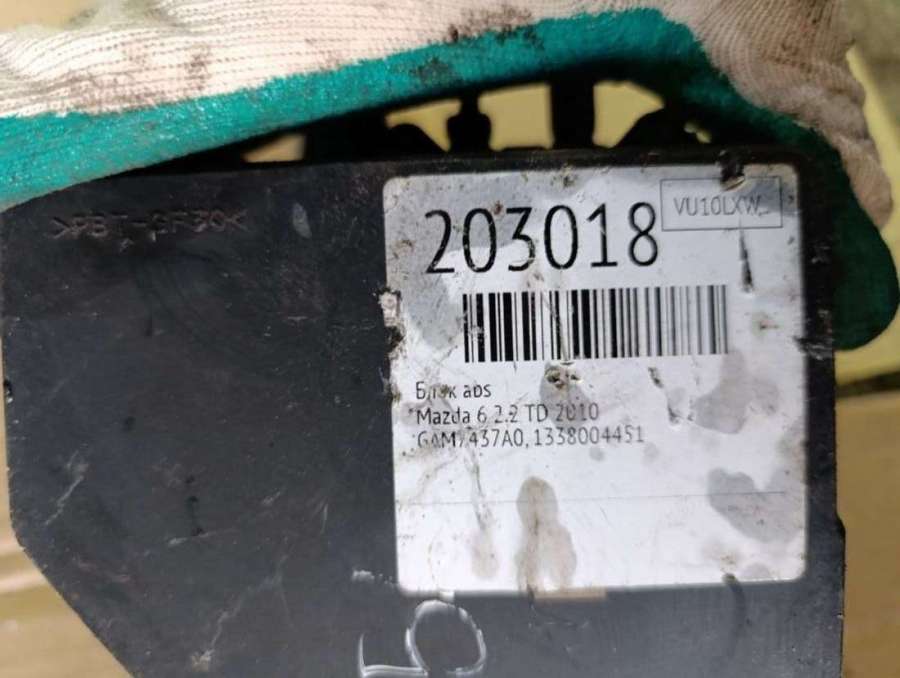 >PBT-GF30<
203018
VU10LXW
Блок abs
Mazda 6 2.2 TD 2010
GAM7437A0, 1338004451